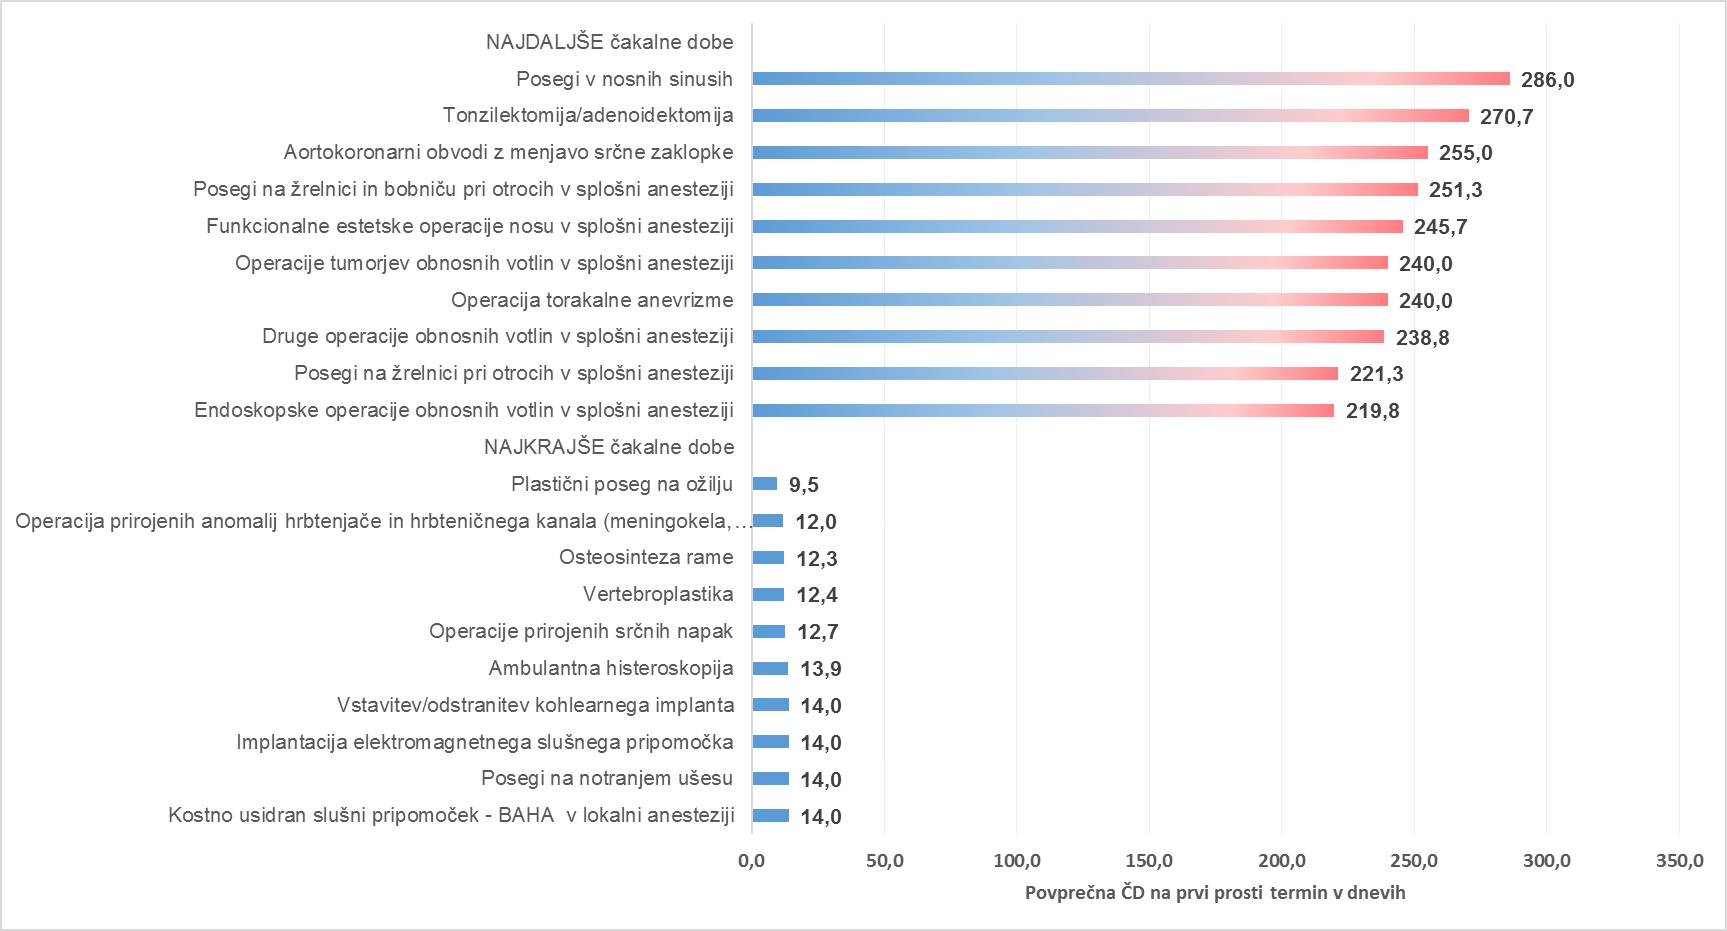 NAJDALJŠE čakalne dobe
Posegi v nosnih sinusih 286,0
Tonzilektomija/adenoidektomija 270,7
Aortokoronarni obvodi z menjavo srčne zaklopke 255,0
Posegi na žrelnici in bobniču pri otrocih v splošni anesteziji 251,3
Funkcionalne estetske operacije nosu v splošni anesteziji 245,7
Operacije tumorjev obnosnih votlin v splošni anesteziji 240,0
Operacija torakalne anevrizme 240,0
Druge operacije obnosnih votlin v splošni anesteziji 238,8
Posegi na žrelnici pri otrocih v splošni anesteziji 221,3
Endoskopske operacije obnosnih votlin v splošni anesteziji 219,8
NAJKRAJŠE čakalne dobe
Plastični poseg na ožilju 9,5
Operacija prirojenih anomalij hrbtenjače in hrbteničnega kanala (meningokela,… 12,0
Osteosinteza rame 12,3
Vertebroplastika 12,4
Operacije prirojenih srčnih napak 12,7
Ambulantna histeroskopija 13,9
Vstavitev/odstranitev kohlearnega implanta 14,0
Implantacija elektromagnetnega slušnega pripomočka 14,0
Posegi na notranjem ušesu 14,0
Kostno usidran slušni pripomoček - BAHA  v lokalni anesteziji 14,0
0,0 50,0 100,0 150,0 200,0 250,0 300,0 350,0
Povprečna ČD na prvi prosti termin v dnevih